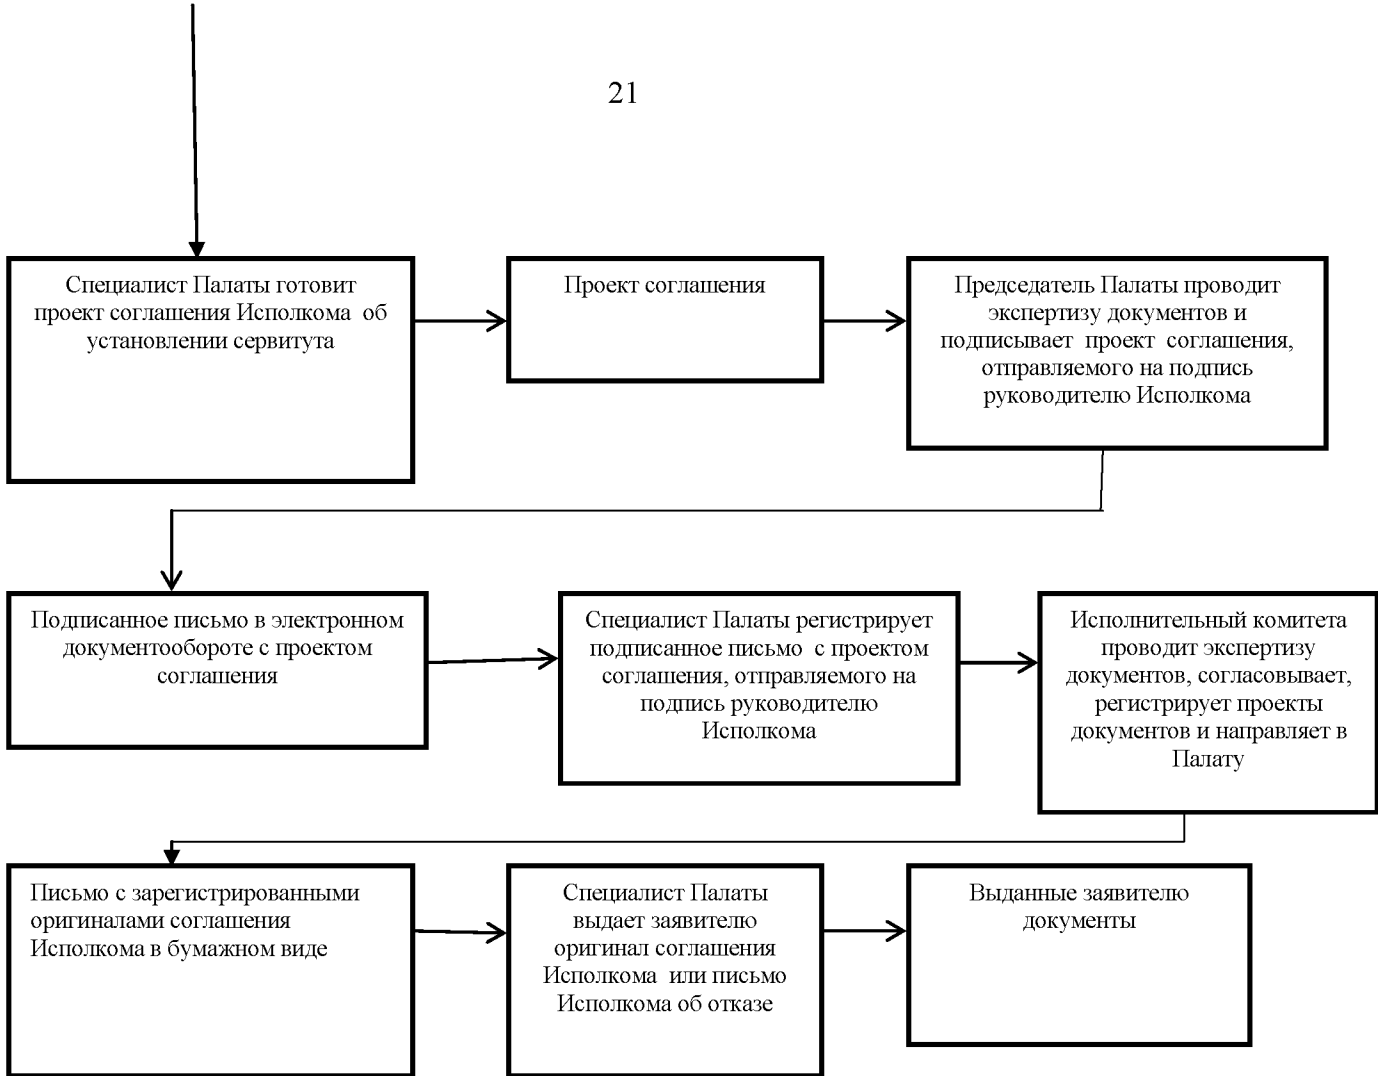 21
Специалист Палаты готовит
проект соглашения Исполкома об
установлении сервитута
Проект соглашения
Председатель Палаты проводит
экспертизу документов и
подписывает проект соглашения,
отправляемого на подпись
руководителю Исполкома
Подписанное письмо в электронном
документообороте с проектом
соглашения
Специалист Палаты регистрирует
подписанное письмо с проектом
соглашения, отправляемого на
подпись руководителю
Исполкома
Исполнительный комитета
проводит экспертизу
документов, согласовывает,
регистрирует проекты
документов и направляет в
Палату
Письмо с зарегистрированными
оригиналами соглашения
Исполкома в бумажном виде
Специалист Палаты
выдает заявителю
оригинал соглашения
Исполкома или письмо
Исполкома об отказе
Выданные заявителю
документы